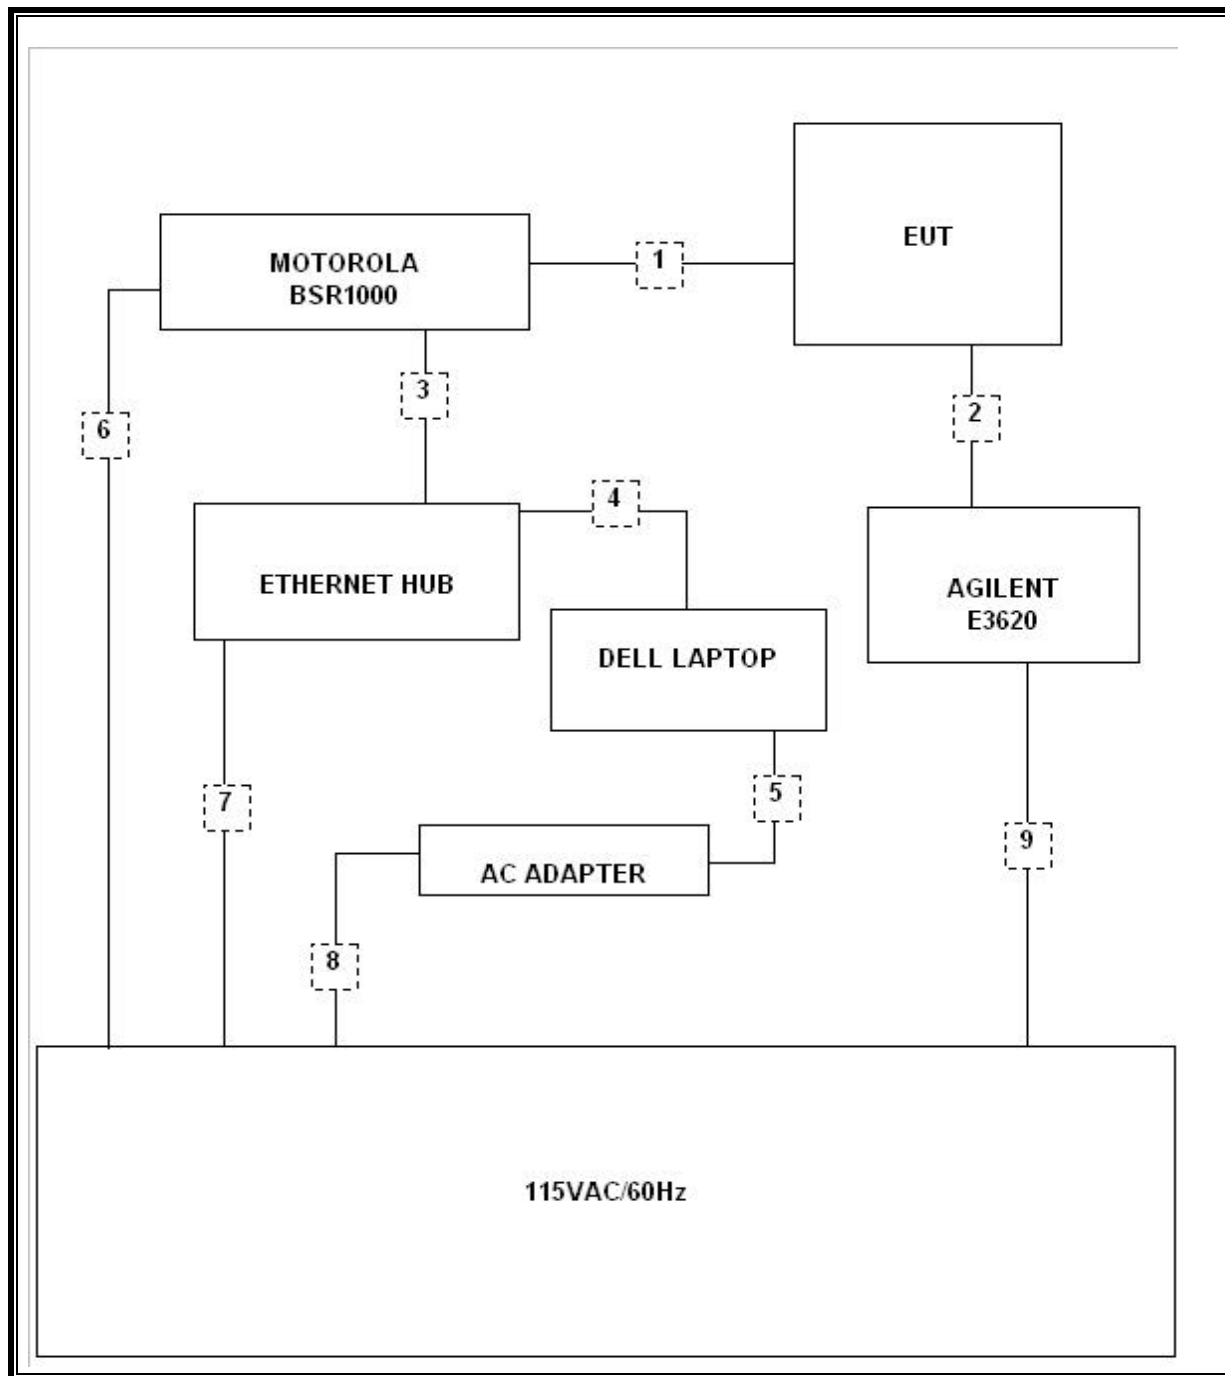 EUT
MOTOROLA
BSR1000
1
3
2
6
4
ETHERNET HUB
AGILENT
E3620
DELL LAPTOP
7
5
9
AC ADAPTER
8
115VAC/60Hz